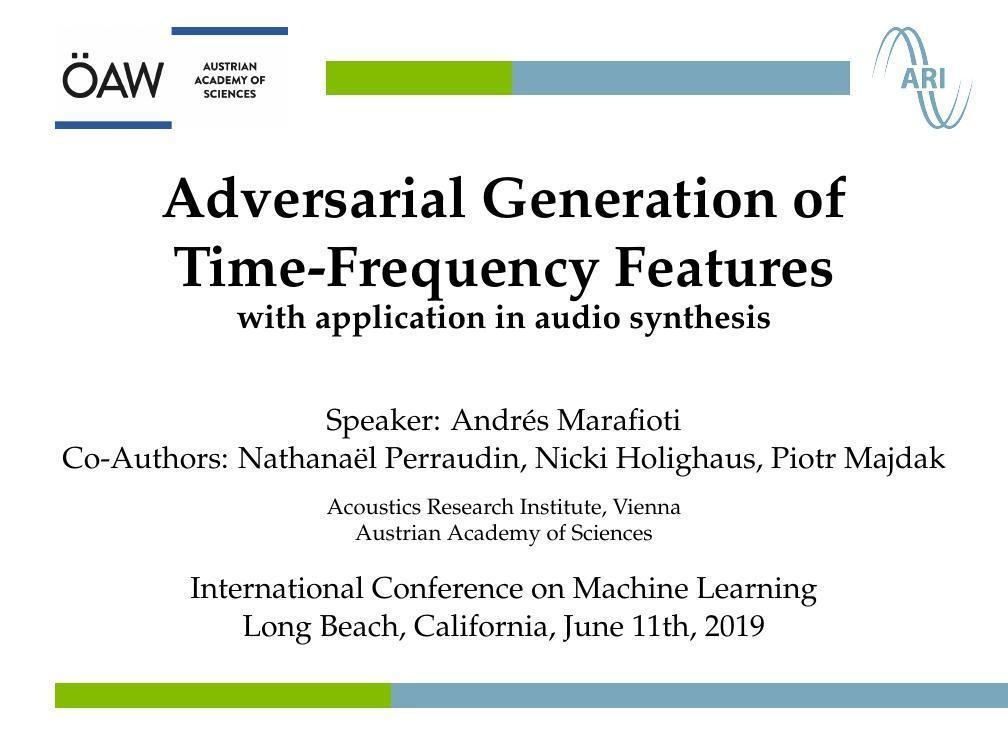 ÖAW
AUSTRIAN
ACADEMY OF
SCIENCES
ARI
Adversarial Generation of
Time-Frequency Features
with application in audio synthesis
Speaker: Andrés Marafioti
Co-Authors: Nathanaël Perraudin, Nicki Holighaus, Piotr Majdak
Acoustics Research Institute, Vienna
Austrian Academy of Sciences
International Conference on Machine Learning
Long Beach, California, June 11th, 2019